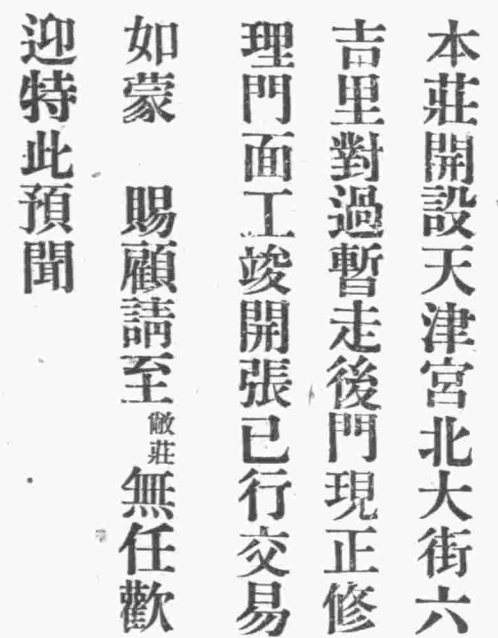 本莊開設天津宮北大街六
吉里對過暫走後門現正修
理門面工竣開張已行交易
如蒙　賜顧請至敝莊無任歡
迎特此預聞